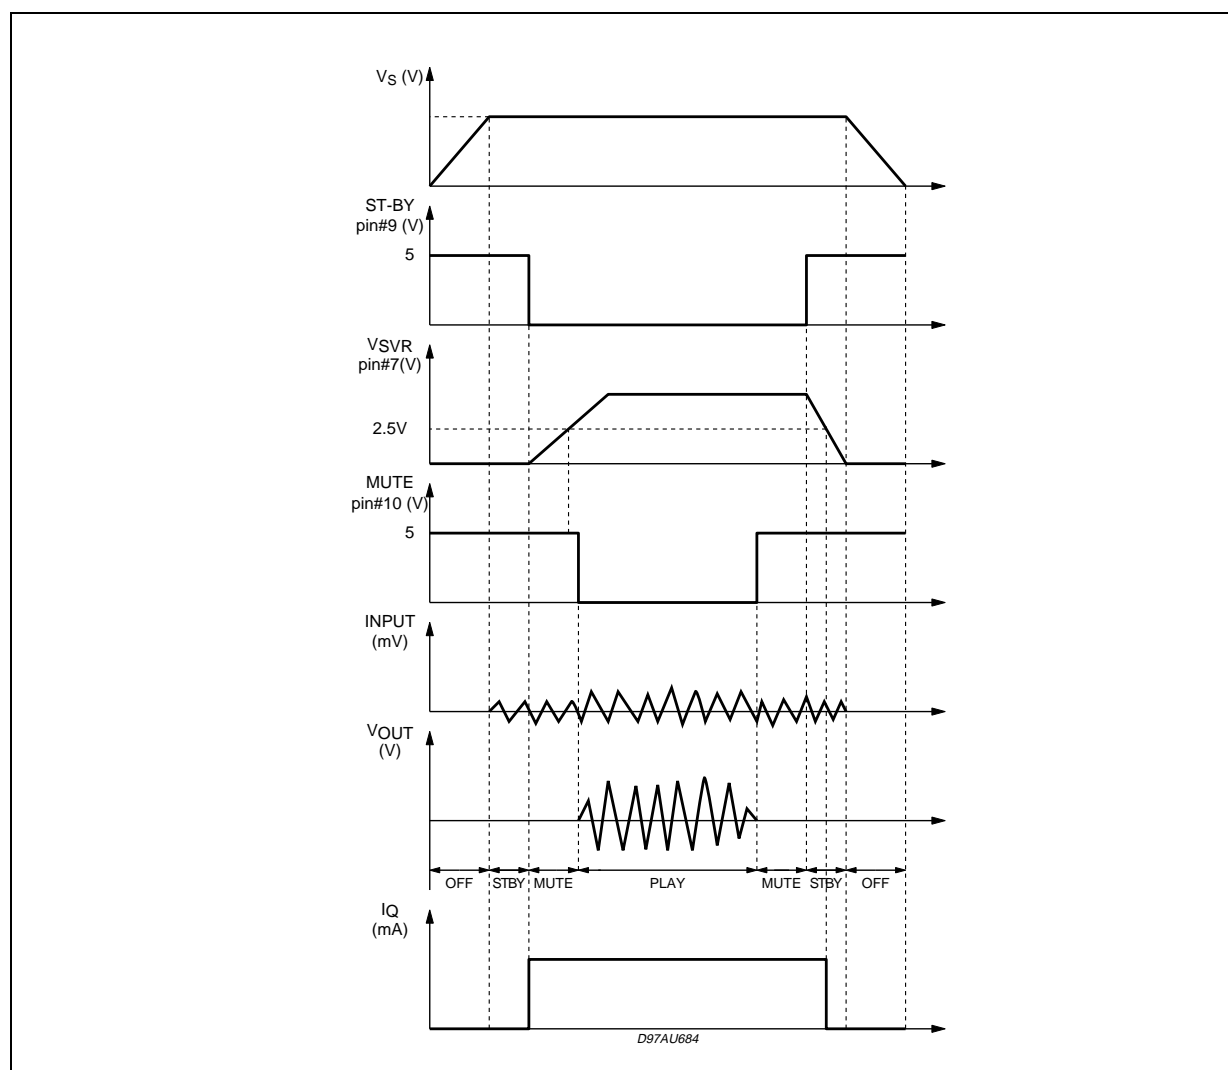 VS (V)
ST-BY
pin#9 (V)
5
VSVR
pin#7(V)
2.5V
MUTE
pin#10 (V)
5
INPUT
(mV)
VOUT
(V)
OFF STBY MUTE PLAY MUTE STBY OFF
IQ
(mA)
D97AU684